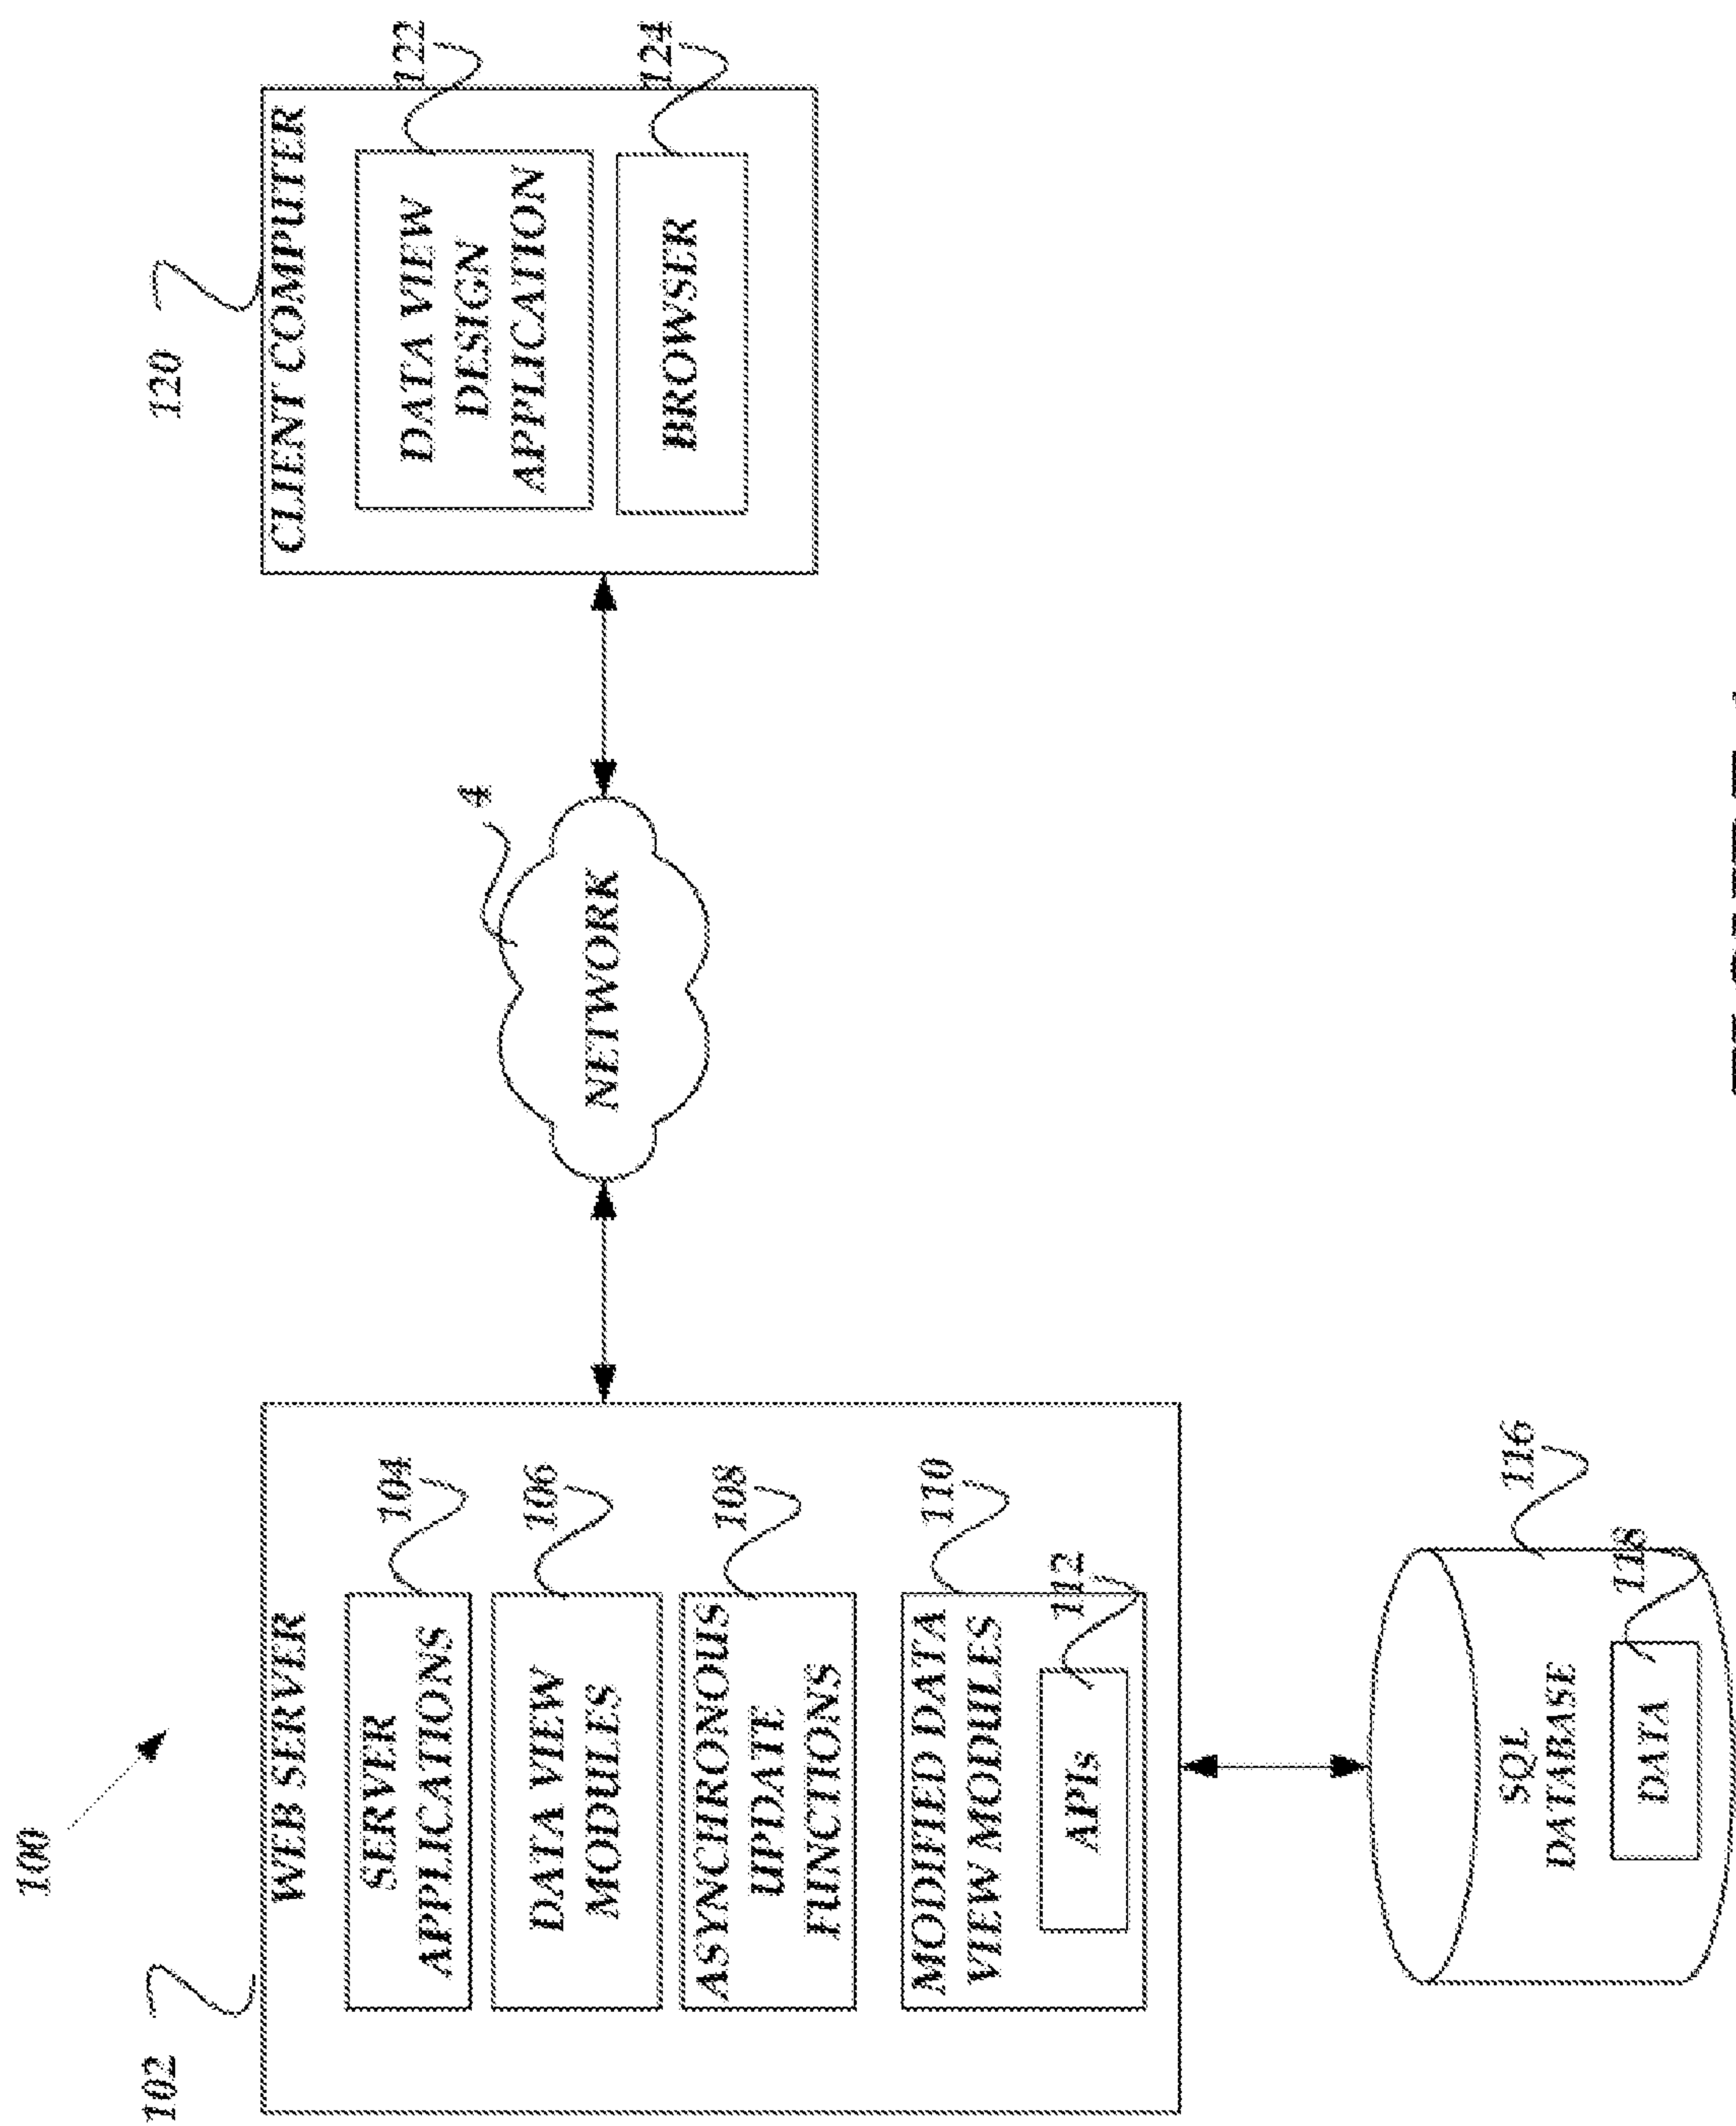 100
102
WEB SERVER
104
SERVER
APPLICATIONS
106
DATA VIEW
MODULES
108
ASYNCHRONOUS
UPDATE
FUNCTIONS
110
MODIFIED DATA
VIEW MODULES
112
APIs
116
SQL
DATABASE
118
DATA
4
NETWORK
120
CLIENT COMPUTER
122
DATA VIEW
DESIGN
APPLICATION
124
BROWSER